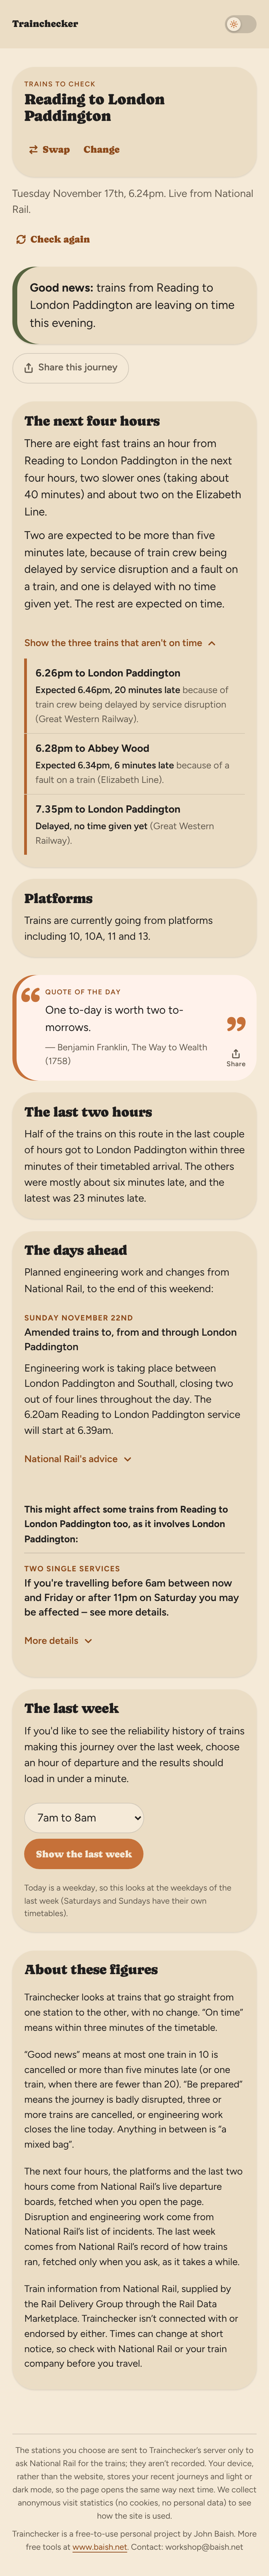 Trainchecker
TRAINS TO CHECK
Reading to London
Paddington
Swap Change
Tuesday November 17th, 6.24pm. Live from National
Rail.
Check again
Good news: trains from Reading to
London Paddington are leaving on time
this evening.
Share this journey
The next four hours
There are eight fast trains an hour from
Reading to London Paddington in the next
four hours, two slower ones (taking about
40 minutes) and about two on the Elizabeth
Line.
Two are expected to be more than five
minutes late, because of train crew being
delayed by service disruption and a fault on
a train, and one is delayed with no time
given yet. The rest are expected on time.
Show the three trains that aren't on time
6.26pm to London Paddington
Expected 6.46pm, 20 minutes late because of
train crew being delayed by service disruption
(Great Western Railway).
6.28pm to Abbey Wood
Expected 6.34pm, 6 minutes late because of a
fault on a train (Elizabeth Line).
7.35pm to London Paddington
Delayed, no time given yet (Great Western
Railway).
Platforms
Trains are currently going from platforms
including 10, 10A, 11 and 13.
“ QUOTE OF THE DAY
One to-day is worth two to-
morrows. ”
— Benjamin Franklin, The Way to Wealth
(1758)
Share
The last two hours
Half of the trains on this route in the last couple
of hours got to London Paddington within three
minutes of their timetabled arrival. The others
were mostly about six minutes late, and the
latest was 23 minutes late.
The days ahead
Planned engineering work and changes from
National Rail, to the end of this weekend:
SUNDAY NOVEMBER 22ND
Amended trains to, from and through London
Paddington
Engineering work is taking place between
London Paddington and Southall, closing two
out of four lines throughout the day. The
6.20am Reading to London Paddington service
will start at 6.39am.
National Rail's advice
This might affect some trains from Reading to
London Paddington too, as it involves London
Paddington:
TWO SINGLE SERVICES
If you're travelling before 6am between now
and Friday or after 11pm on Saturday you may
be affected – see more details.
More details
The last week
If you'd like to see the reliability history of trains
making this journey over the last week, choose
an hour of departure and the results should
load in under a minute.
7am to 8am
Show the last week
Today is a weekday, so this looks at the weekdays of the
last week (Saturdays and Sundays have their own
timetables).
About these figures
Trainchecker looks at trains that go straight from
one station to the other, with no change. “On time”
means within three minutes of the timetable.
“Good news” means at most one train in 10 is
cancelled or more than five minutes late (or one
train, when there are fewer than 20). “Be prepared”
means the journey is badly disrupted, three or
more trains are cancelled, or engineering work
closes the line today. Anything in between is “a
mixed bag”.
The next four hours, the platforms and the last two
hours come from National Rail’s live departure
boards, fetched when you open the page.
Disruption and engineering work come from
National Rail’s list of incidents. The last week
comes from National Rail’s record of how trains
ran, fetched only when you ask, as it takes a while.
Train information from National Rail, supplied by
the Rail Delivery Group through the Rail Data
Marketplace. Trainchecker isn’t connected with or
endorsed by either. Times can change at short
notice, so check with National Rail or your train
company before you travel.
The stations you choose are sent to Trainchecker’s server only to
ask National Rail for the trains; they aren’t recorded. Your device,
rather than the website, stores your recent journeys and light or
dark mode, so the page opens the same way next time. We collect
anonymous visit statistics (no cookies, no personal data) to see
how the site is used.
Trainchecker is a free-to-use personal project by John Baish. More
free tools at www.baish.net. Contact: workshop@baish.net